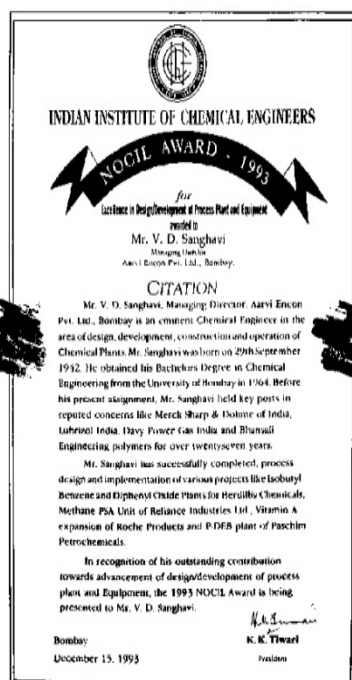 INDIAN INSTITUTE OF CHEMICAL ENGINEERS
NOCIL AWARD - 1993
for
Excellence in Design/Development of Process Plant and Equipment
awarded to
Mr. V. D. Sanghavi
Managing Director
Aarvi Encon Pvt. Ltd., Bombay.
CITATION
Mr. V. D. Sanghavi, Managing Director, Aarvi Encon
Pvt. Ltd., Bombay is an eminent Chemical Engineer in the
area of design, development, construction and operation of
Chemical Plants. Mr. Sanghavi was born on 29th September
1942. He obtained his Bachelors Degree in Chemical
Engineering from the University of Bombay in 1964. Before
his present assignment, Mr. Sanghavi held key posts in
reputed concerns like Merck Sharp & Dohme of India,
Lubrizol India, Davy Power Gas India and Bhansali
Engineering polymers for over twentyseven years.
Mr. Sanghavi has successfully completed, process
design and implementation of various projects like Isobutyl
Benzene and Diphenyl Oxide Plants for Herdillia Chemicals,
Methane PSA Unit of Reliance Industries Ltd., Vitamin A
expansion of Roche Products and P-DEB plant of Paschim
Petrochemicals.
In recognition of his outstanding contribution
towards advancement of design/development of process
plant and Equipment, the 1993 NOCIL Award is being
presented to Mr. V. D. Sanghavi.
Bombay
K. K. Tiwari
December 15, 1993
President